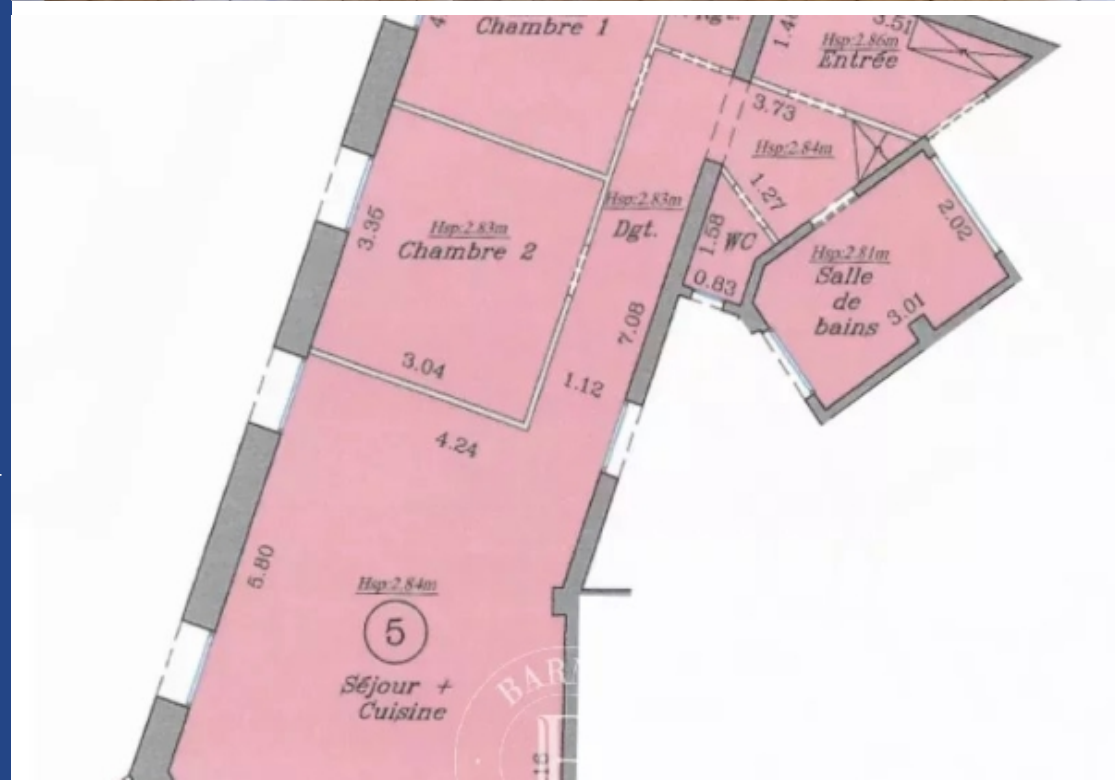 Chambre 1
3.51
Hsp:2.86m
Entrée
3.73
Hsp:2.84m
1.27
Hsp:2.83m
Dgt.
1.58
WC
0.83
2.02
Hsp:2.81m
Salle
de
bains
3.01
3.35
Hsp:2.83m
Chambre 2
7.08
3.04
1.12
4.24
5.80
Hsp:2.84m
5
Séjour +
Cuisine